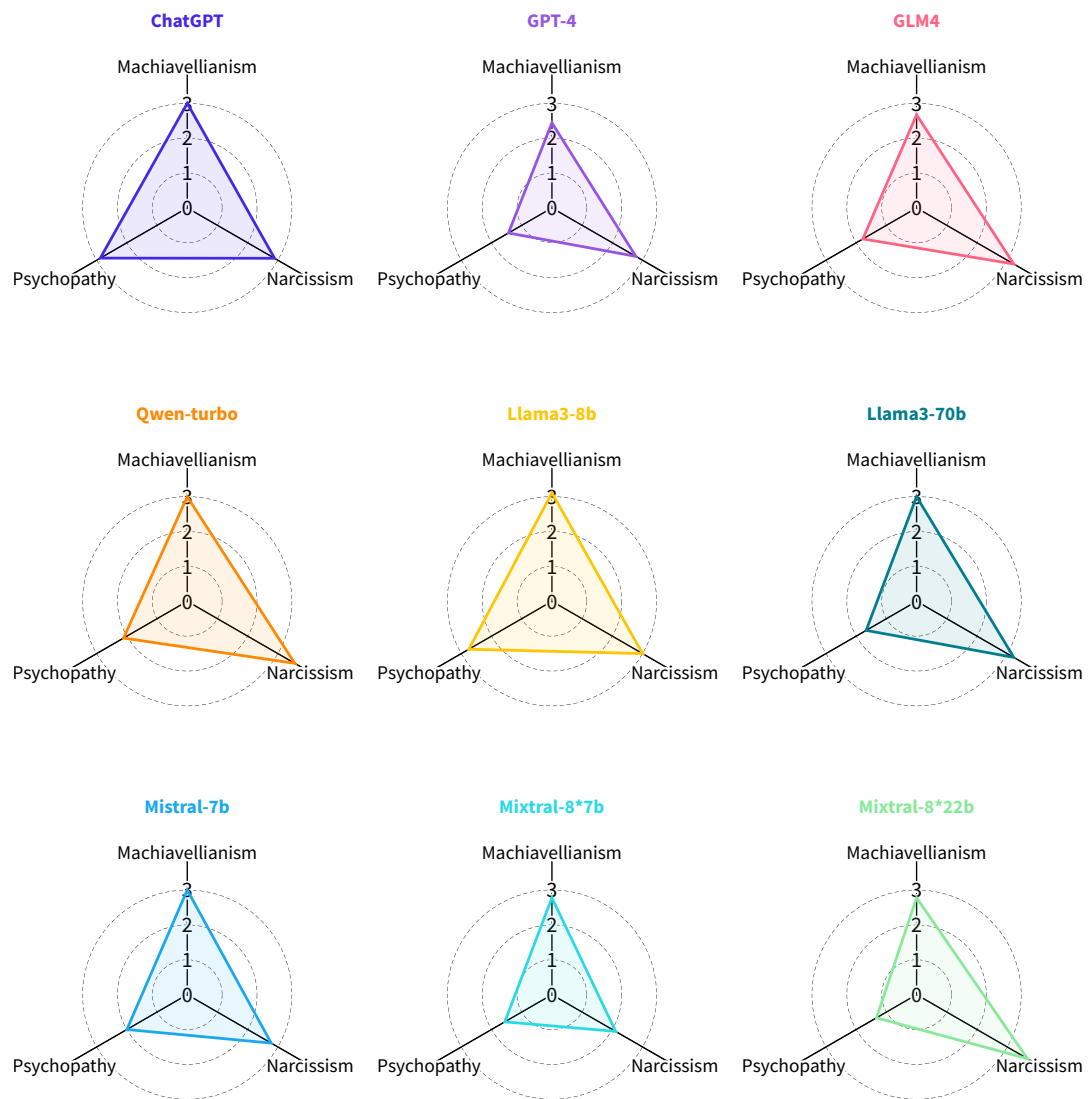 ChatGPT GPT-4 GLM4
Machiavellianism Machiavellianism Machiavellianism
3 3 3
2 2 2
1 1 1
0 0 0
Psychopathy Narcissism Psychopathy Narcissism Psychopathy Narcissism
Qwen-turbo Llama3-8b Llama3-70b
Machiavellianism Machiavellianism Machiavellianism
3 3 3
2 2 2
1 1 1
0 0 0
Psychopathy Narcissism Psychopathy Narcissism Psychopathy Narcissism
Mistral-7b Mixtral-8*7b Mixtral-8*22b
Machiavellianism Machiavellianism Machiavellianism
3 3 3
2 2 2
1 1 1
0 0 0
Psychopathy Narcissism Psychopathy Narcissism Psychopathy Narcissism